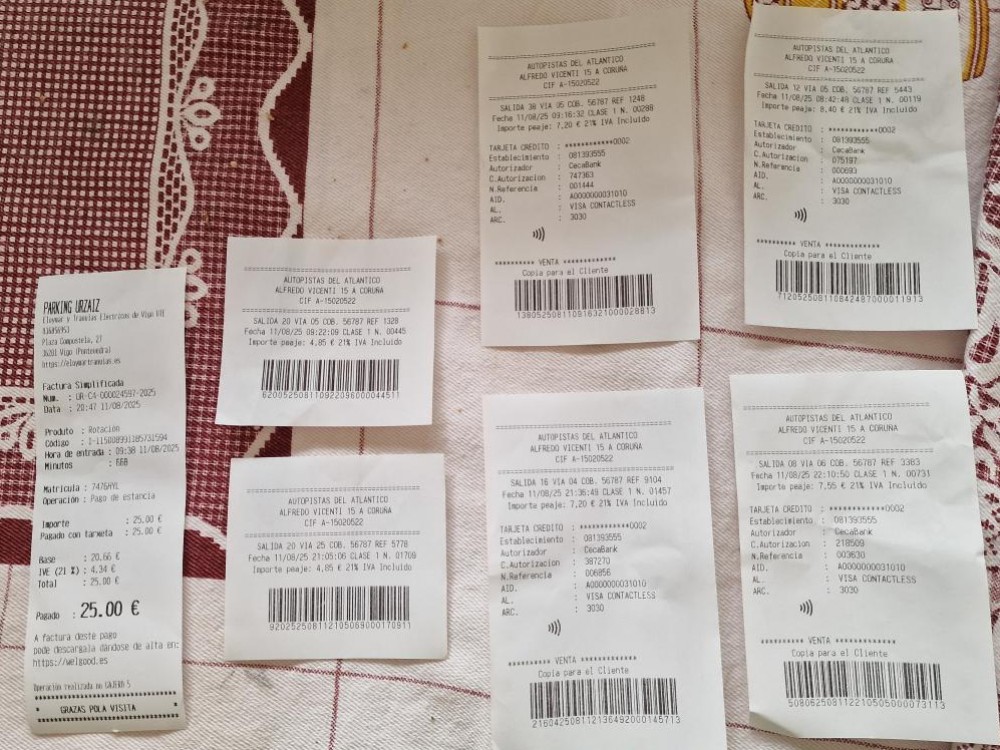 PARKING URZAIZ
Eloymar y Tranvias Electricos de Vigo UTE
Plaza Compostela, 27
36201 Vigo (Pontevedra)
https://eloymartranvias.es
Factura Simplificada
Num. : UR-C4-000024597-2025
Data : 20:47 11/08/2025
Produto : Rotación
Código :
Hora de entrada : 09:38 11/08/2025
Minutos : 668
Matricula : 7476HYL
Operación : Pago de estancia
Importe : 25.00 €
Pagado con tarxeta : 25.00 €
Base : 20,66 €
IVE (21 %) : 4,34 €
Total : 25,00 €
Pagado : 25.00 €
A factura deste pago
pode descargala dándose de alta en:
https://welgood.es
Operación realizada no CAJERO 5
GRAZAS POLA VISITA
AUTOPISTAS DEL ATLANTICO
ALFREDO VICENTI 15 A CORUÑA
CIF A-15020522
SALIDA 20 VIA 05 COB. 56787 REF 1328
Fecha 11/08/25 09:22:09 CLASE 1 N. 00445
Importe peaje: 4,85 € 21% IVA Incluido
62005250811092209600044511
AUTOPISTAS DEL ATLANTICO
ALFREDO VICENTI 15 A CORUÑA
CIF A-15020522
SALIDA 20 VIA 25 COB. 56787 REF 5778
Fecha 11/08/25 21:05:06 CLASE 1 N. 01709
Importe peaje: 4,85 € 21% IVA Incluido
AUTOPISTAS DEL ATLANTICO
ALFREDO VICENTI 15 A CORUÑA
CIF A-15020522
SALIDA 38 VIA 05 COB. 56787 REF 1248
Fecha 11/08/25 09:16:32 CLASE 1 N. 00288
Importe peaje: 7,20 € 21% IVA Incluido
TARJETA CREDITO : ************0002
Establecimiento : 081393555
Autorizador : CecaBank
C.Autorizacion : 747363
N.Referencia : 001444
AID. : A0000000031010
AL. : VISA CONTACTLESS
ARC. : 3030
********** VENTA **************
Copia para el Cliente
AUTOPISTAS DEL ATLANTICO
ALFREDO VICENTI 15 A CORUÑA
CIF A-15020522
SALIDA 12 VIA 05 COB. 56787 REF 5443
Fecha 11/08/25 08:42:48 CLASE 1 N. 00119
Importe peaje: 8,40 € 21% IVA Incluido
TARJETA CREDITO : ************0002
Establecimiento : 081393555
Autorizador : CecaBank
C.Autorizacion : 075197
N.Referencia : 000693
AID. : A0000000031010
AL. : VISA CONTACTLESS
ARC. : 3030
********** VENTA **************
Copia para el Cliente
AUTOPISTAS DEL ATLANTICO
ALFREDO VICENTI 15 A CORUÑA
CIF A-15020522
SALIDA 16 VIA 04 COB. 56787 REF 9104
Fecha 11/08/25 21:36:49 CLASE 1 N. 01457
Importe peaje: 7,20 € 21% IVA Incluido
TARJETA CREDITO : ************0002
Establecimiento : 081393555
Autorizador : CecaBank
C.Autorizacion : 387270
N.Referencia : 006856
AID. : A0000000031010
AL. : VISA CONTACTLESS
ARC. : 3030
********** VENTA **************
Copia para el Cliente
AUTOPISTAS DEL ATLANTICO
ALFREDO VICENTI 15 A CORUÑA
CIF A-15020522
SALIDA 08 VIA 06 COB. 56787 REF 3383
Fecha 11/08/25 22:10:50 CLASE 1 N. 00731
Importe peaje: 7,55 € 21% IVA Incluido
TARJETA CREDITO : ************0002
Establecimiento : 081393555
Autorizador : CecaBank
C.Autorizacion : 218509
N.Referencia : 003630
AID. : A0000000031010
AL. : VISA CONTACTLESS
ARC. : 3030
********** VENTA **************
Copia para el Cliente